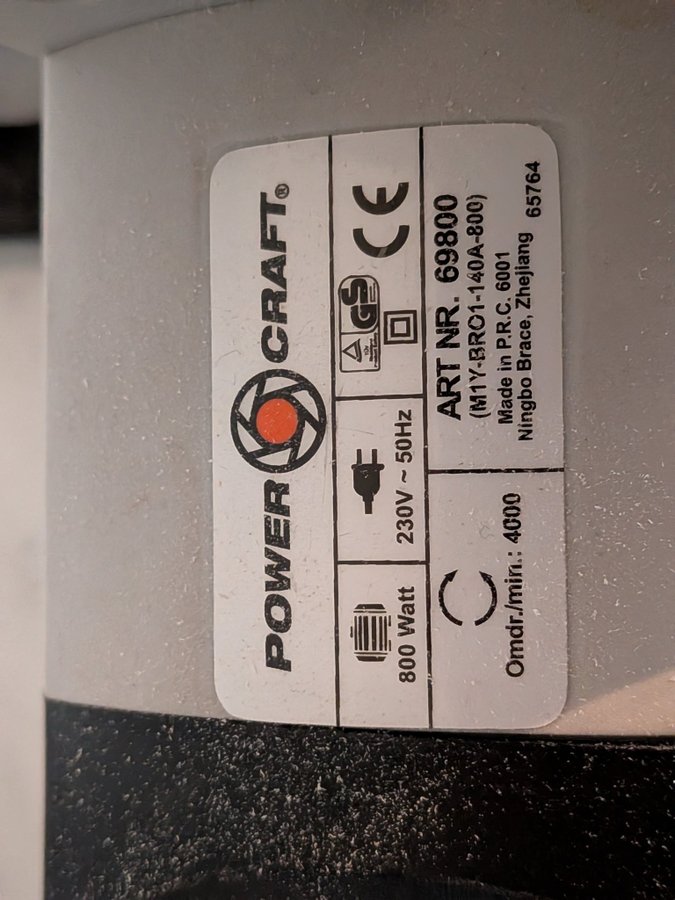 POWER CRAFT®
800 Watt
230V ~ 50Hz
GS
CE
Omdr./min.: 4000
ART NR. 69800
(M1Y-BRO1-140A-800)
Made in P.R.C. 6001
Ningbo Brace, Zhejiang 65764